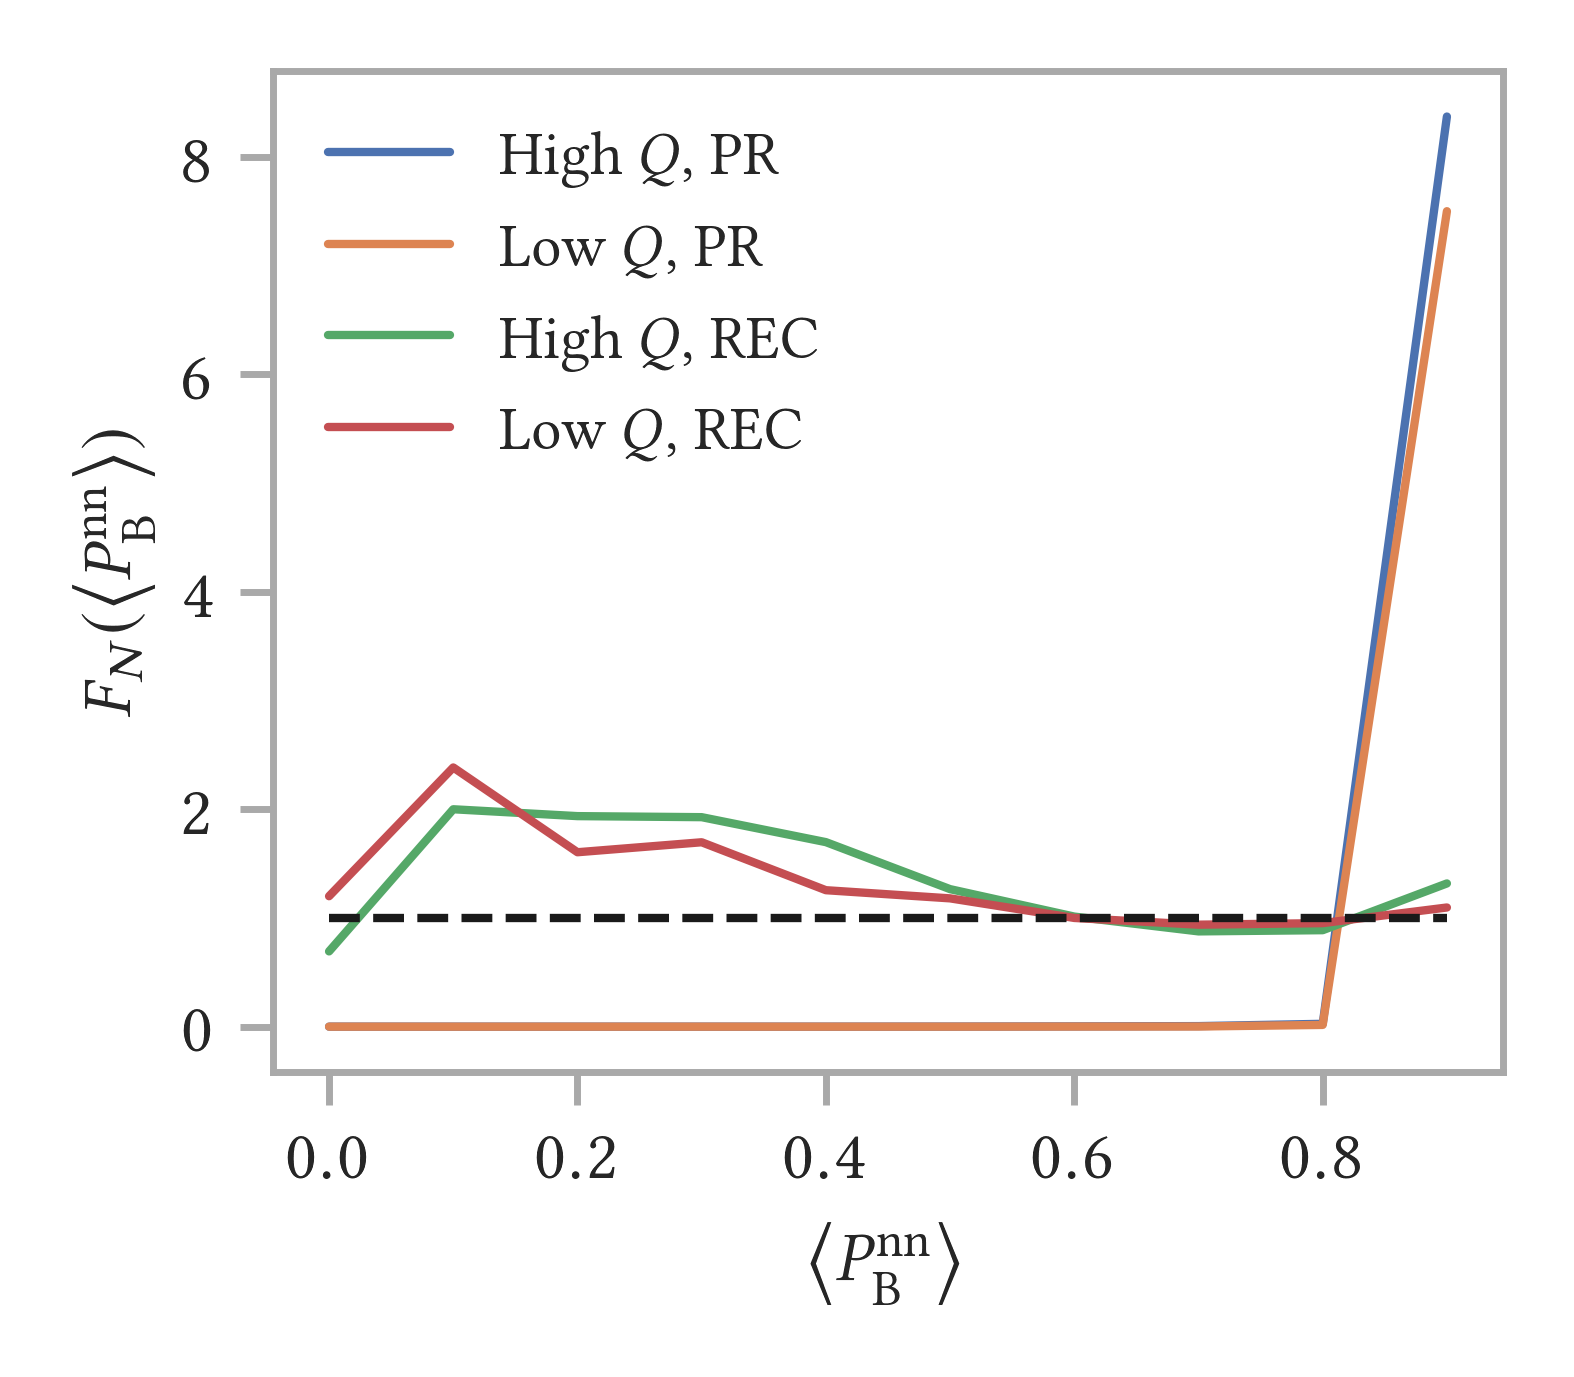 High Q, PR
Low Q, PR
High Q, REC
Low Q, REC
8
6
4
2
0
F_N(⟨P_B^nn⟩)
0.0 0.2 0.4 0.6 0.8
⟨P_B^nn⟩